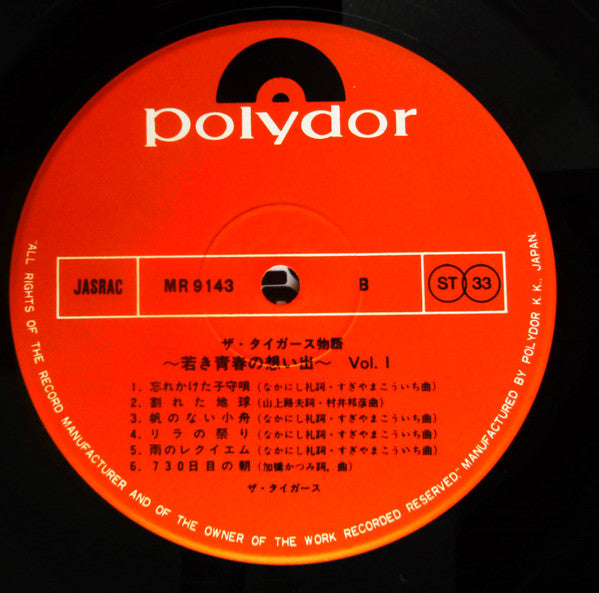 polydor
JASRAC MR 9143 B ST 33
ザ・タイガース物語
〜若き青春の想い出〜 Vol. 1
1. 忘れかけた子守唄 (なかにし礼詞・すぎやまこういち曲)
2. 割れた地球 (山上路夫詞・村井邦彦曲)
3. 帆のない小舟 (なかにし礼詞・すぎやまこういち曲)
4. リラの祭り (なかにし礼詞・すぎやまこういち曲)
5. 雨のレクイエム (なかにし礼詞・すぎやまこういち曲)
6. 730日目の朝 (加橋かつみ詞, 曲)
ザ・タイガース
"ALL RIGHTS OF THE RECORD MANUFACTURER AND OF THE OWNER OF THE WORK RECORDED RESERVED" MANUFACTURED BY POLYDOR K.K., JAPAN.